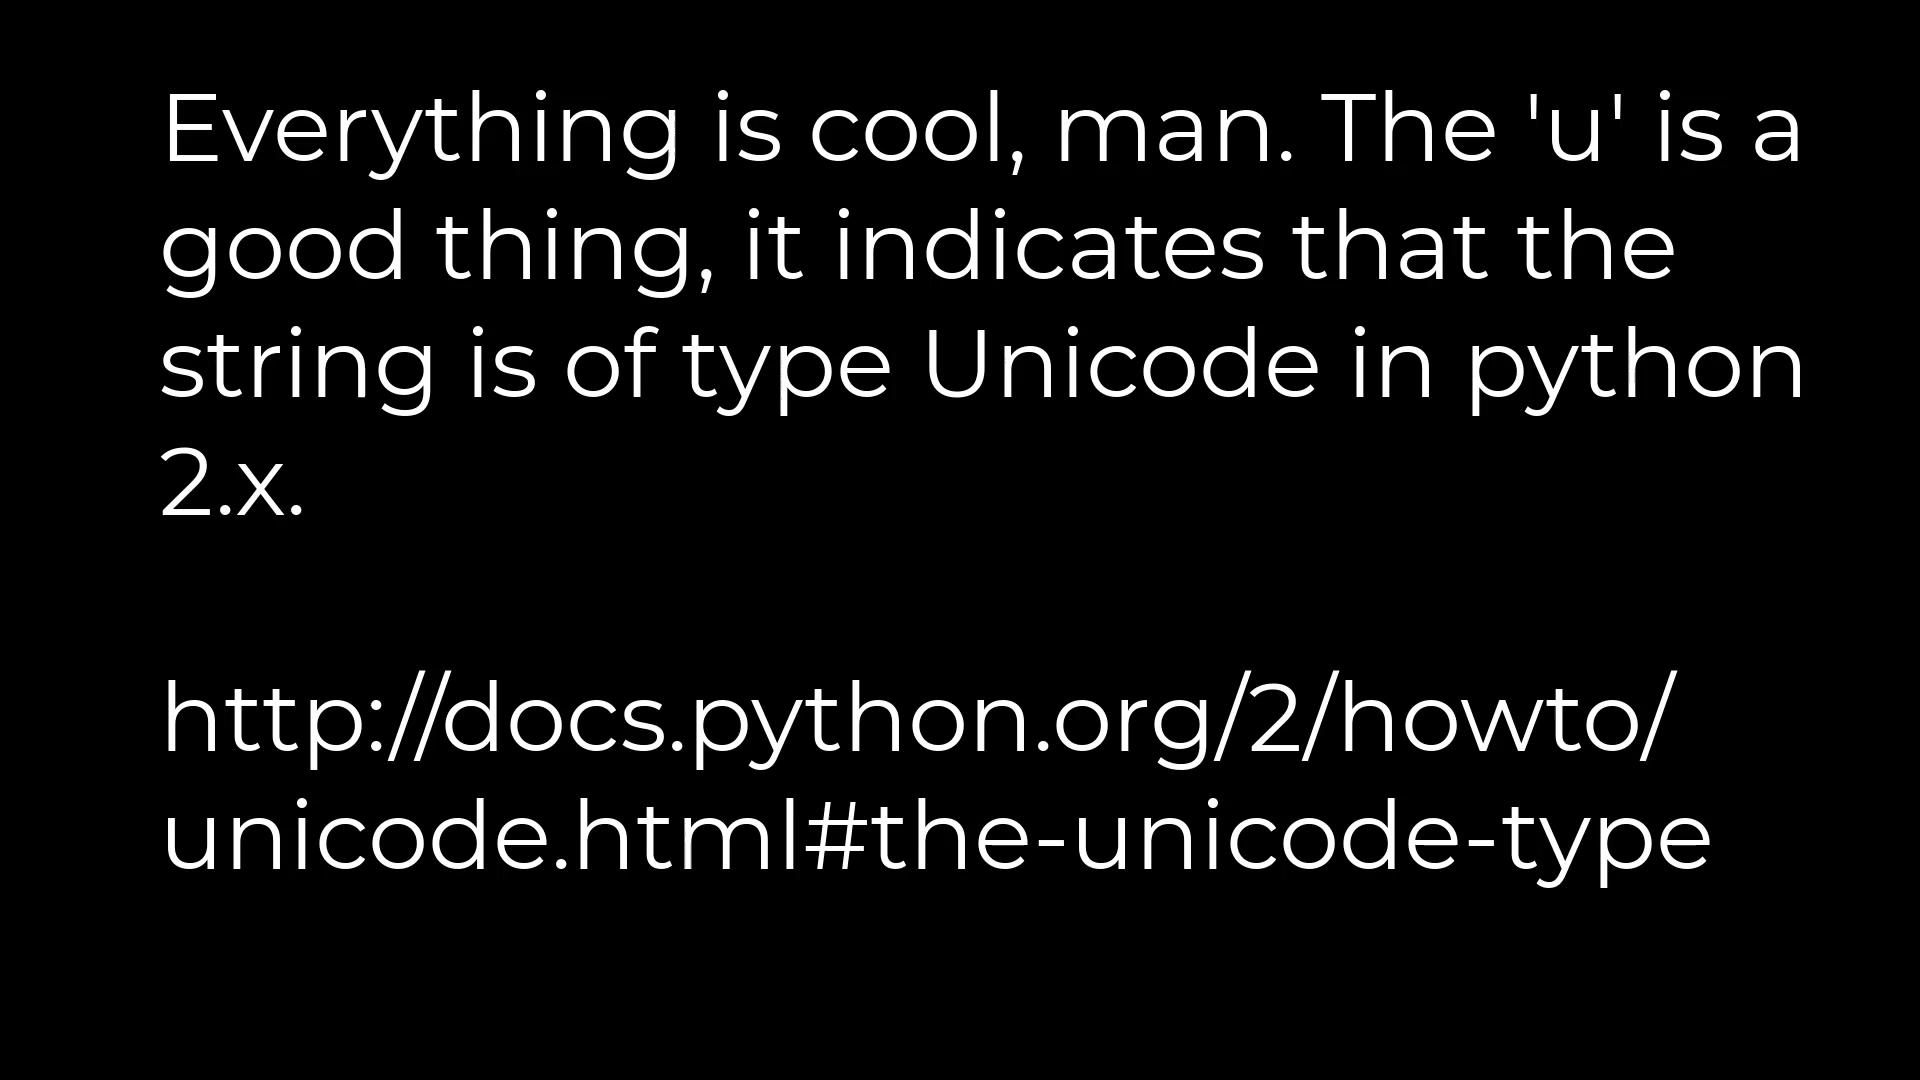 Everything is cool, man. The 'u' is a
good thing, it indicates that the
string is of type Unicode in python
2.x.
http://docs.python.org/2/howto/
unicode.html#the-unicode-type